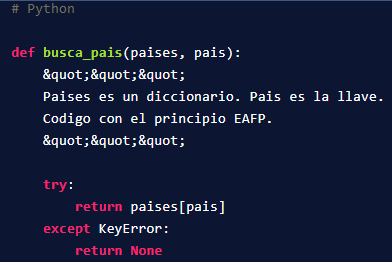 # Python
def busca_pais(paises, pais):
&quot;&quot;&quot;
Paises es un diccionario. Pais es la llave.
Codigo con el principio EAFP.
&quot;&quot;&quot;
try:
return paises[pais]
except KeyError:
return None